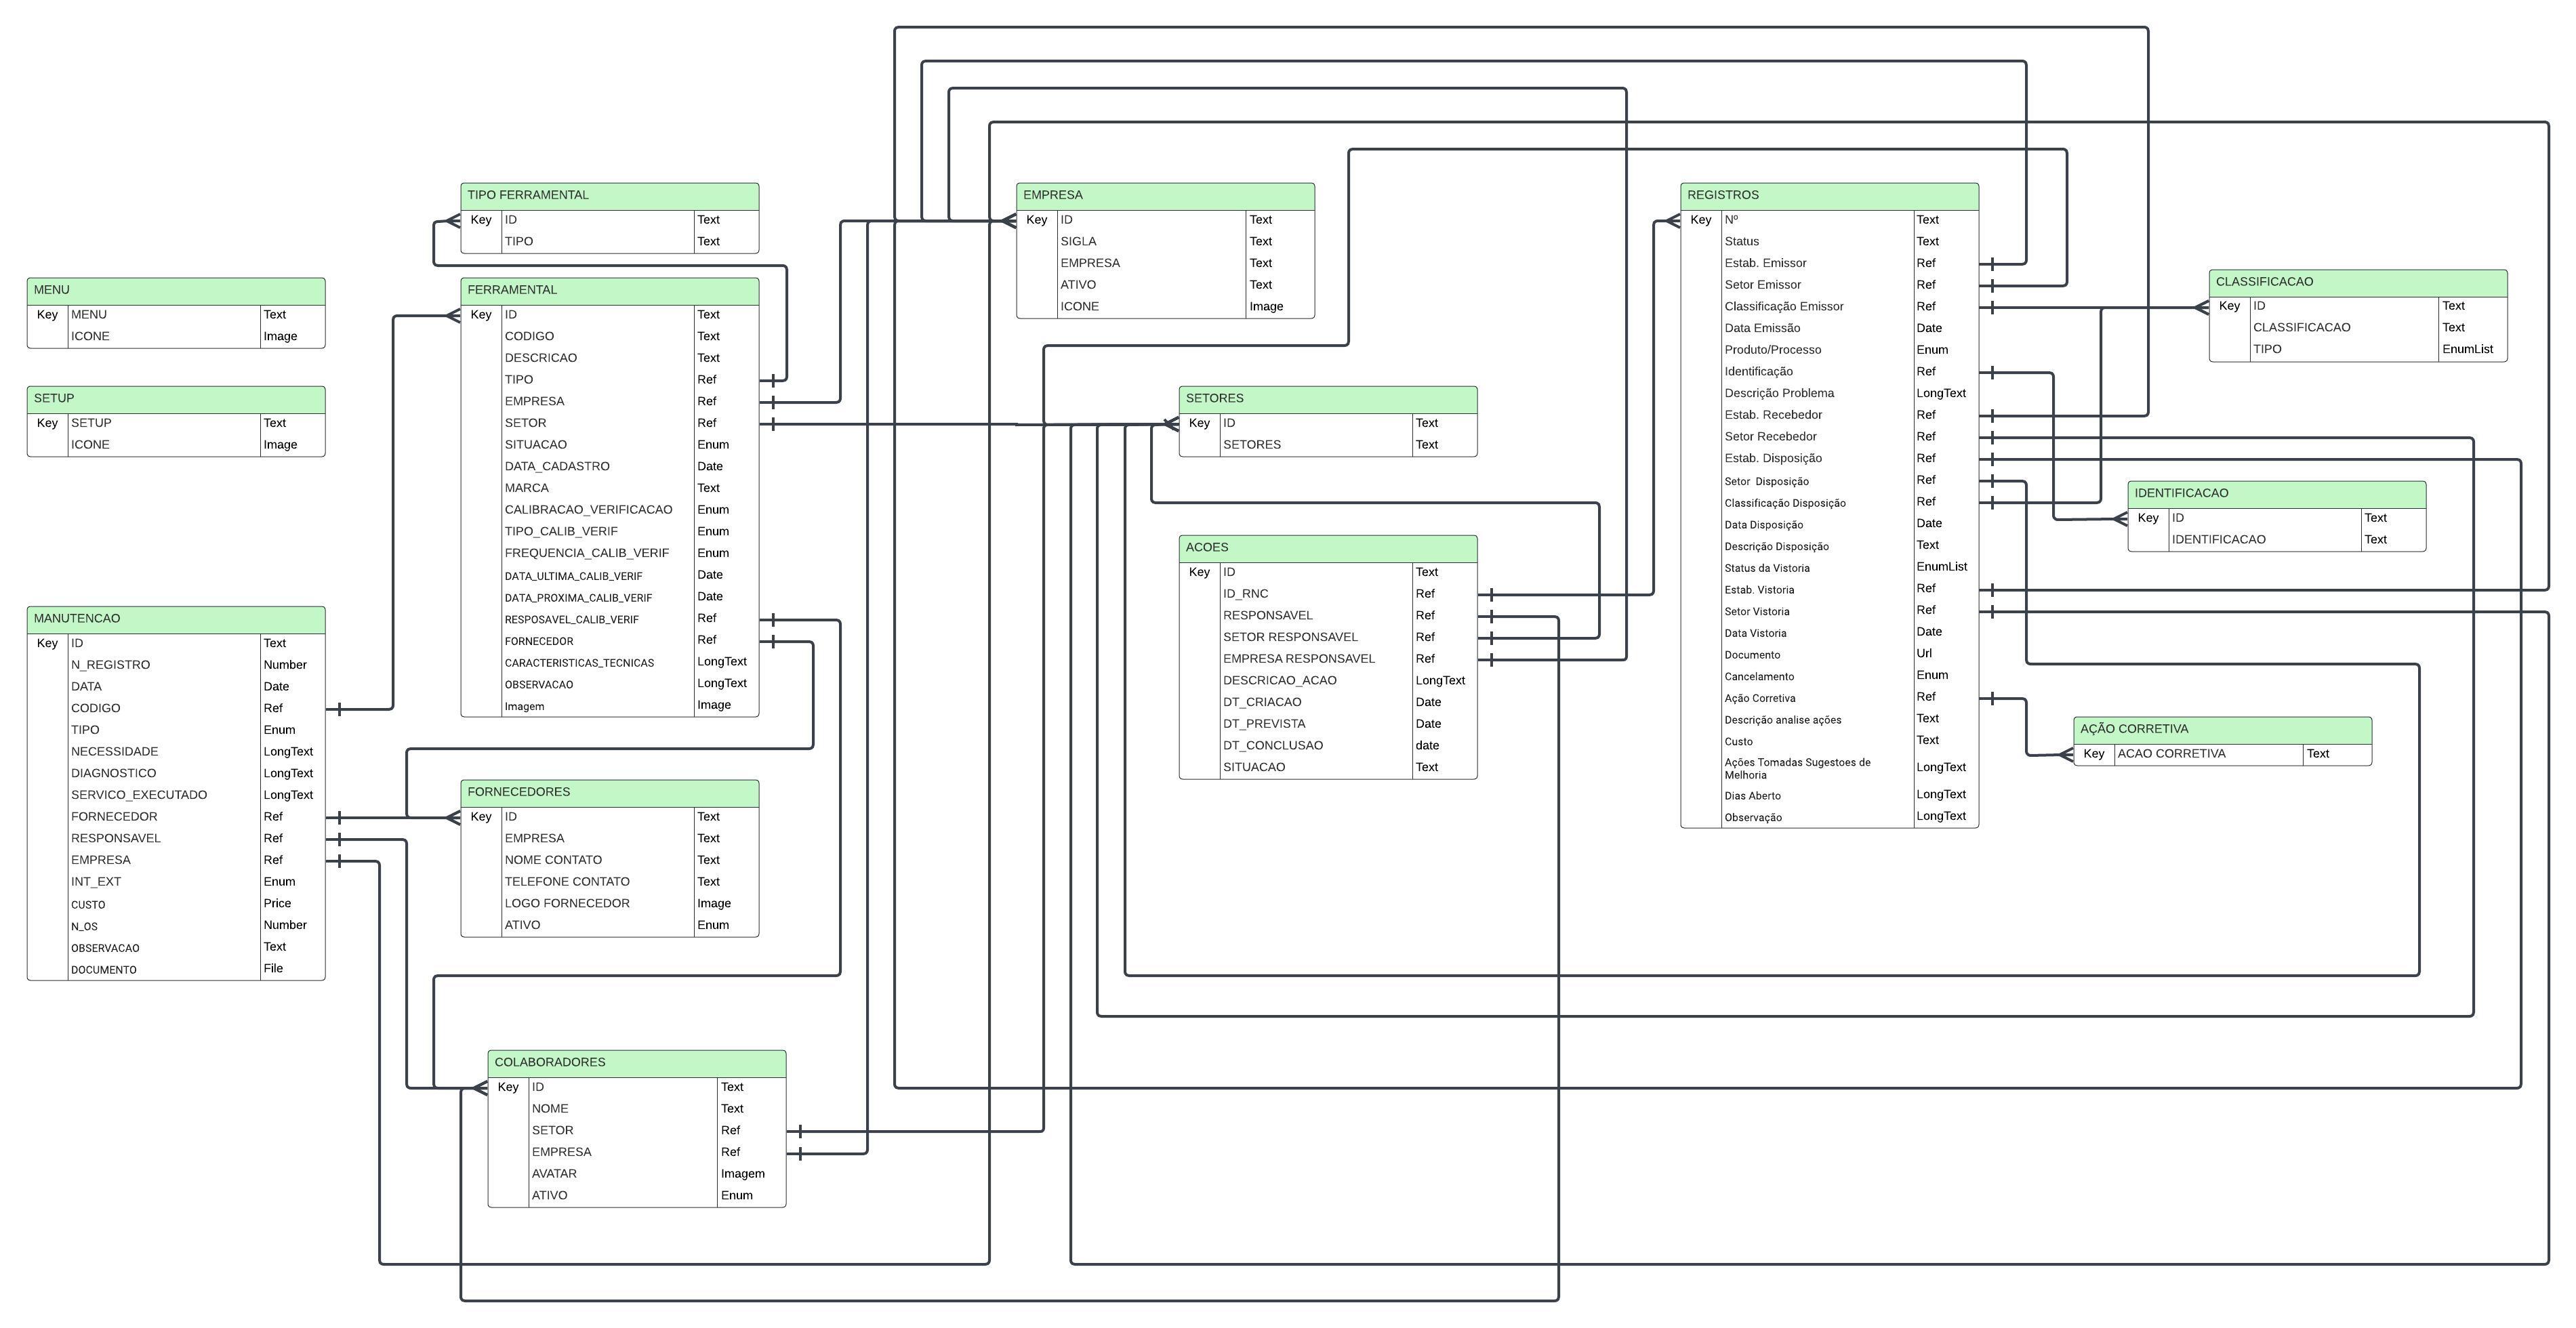 MENU
Key MENU Text
ICONE Image
SETUP
Key SETUP Text
ICONE Image
MANUTENCAO
Key ID Text
N_REGISTRO Number
DATA Date
CODIGO Ref
TIPO Enum
NECESSIDADE LongText
DIAGNOSTICO LongText
SERVICO_EXECUTADO LongText
FORNECEDOR Ref
RESPONSAVEL Ref
EMPRESA Ref
INT_EXT Enum
CUSTO Price
N_OS Number
OBSERVACAO Text
DOCUMENTO File
TIPO FERRAMENTAL
Key ID Text
TIPO Text
FERRAMENTAL
Key ID Text
CODIGO Text
DESCRICAO Text
TIPO Ref
EMPRESA Ref
SETOR Ref
SITUACAO Enum
DATA_CADASTRO Date
MARCA Text
CALIBRACAO_VERIFICACAO Enum
TIPO_CALIB_VERIF Enum
FREQUENCIA_CALIB_VERIF Enum
DATA_ULTIMA_CALIB_VERIF Date
DATA_PROXIMA_CALIB_VERIF Date
RESPOSAVEL_CALIB_VERIF Ref
FORNECEDOR Ref
CARACTERISTICAS_TECNICAS LongText
OBSERVACAO LongText
Imagem Image
FORNECEDORES
Key ID Text
EMPRESA Text
NOME CONTATO Text
TELEFONE CONTATO Text
LOGO FORNECEDOR Image
ATIVO Enum
COLABORADORES
Key ID Text
NOME Text
SETOR Ref
EMPRESA Ref
AVATAR Imagem
ATIVO Enum
EMPRESA
Key ID Text
SIGLA Text
EMPRESA Text
ATIVO Text
ICONE Image
SETORES
Key ID Text
SETORES Text
ACOES
Key ID Text
ID_RNC Ref
RESPONSAVEL Ref
SETOR RESPONSAVEL Ref
EMPRESA RESPONSAVEL Ref
DESCRICAO_ACAO LongText
DT_CRIACAO Date
DT_PREVISTA Date
DT_CONCLUSAO date
SITUACAO Text
REGISTROS
Key Nº Text
Status Text
Estab. Emissor Ref
Setor Emissor Ref
Classificação Emissor Ref
Data Emissão Date
Produto/Processo Enum
Identificação Ref
Descrição Problema LongText
Estab. Recebedor Ref
Setor Recebedor Ref
Estab. Disposição Ref
Setor Disposição Ref
Classificação Disposição Ref
Data Disposição Date
Descrição Disposição Text
Status da Vistoria EnumList
Estab. Vistoria Ref
Setor Vistoria Ref
Data Vistoria Date
Documento Url
Cancelamento Enum
Ação Corretiva Ref
Descrição analise ações Text
Custo Text
Ações Tomadas Sugestoes de
Melhoria LongText
Dias Aberto LongText
Observação LongText
CLASSIFICACAO
Key ID Text
CLASSIFICACAO Text
TIPO EnumList
IDENTIFICACAO
Key ID Text
IDENTIFICACAO Text
AÇÃO CORRETIVA
Key ACAO CORRETIVA Text